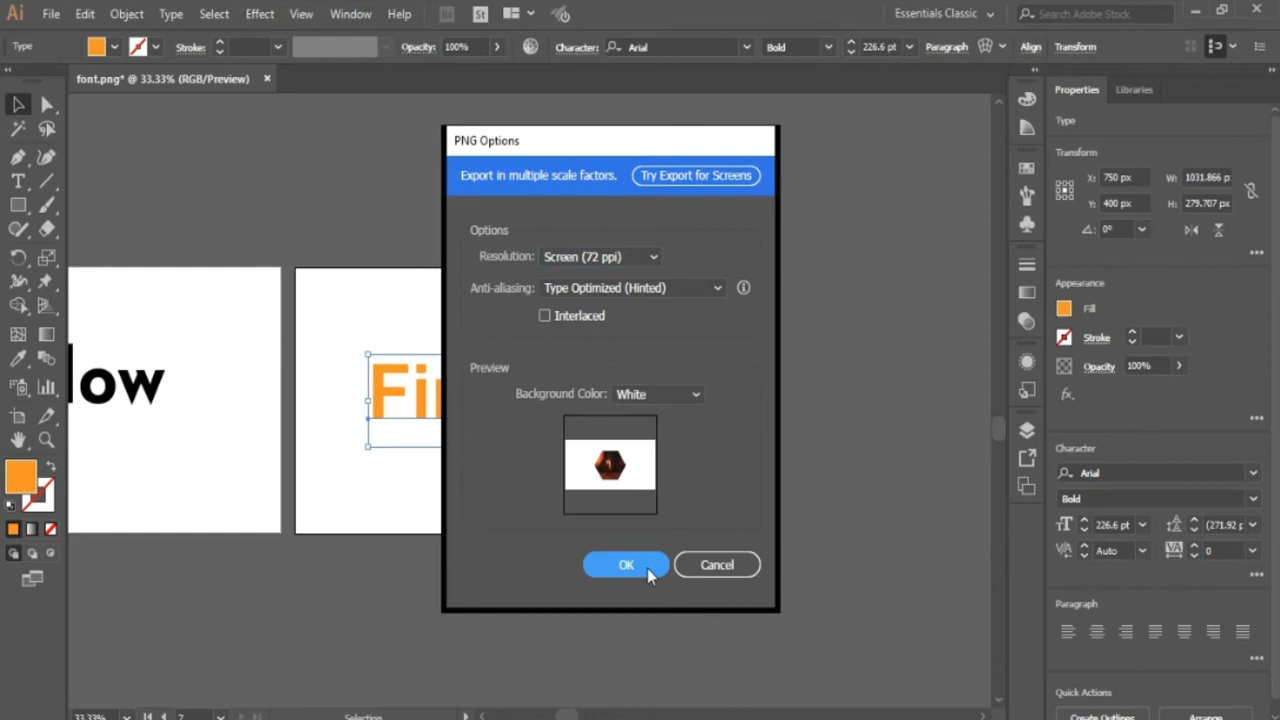 Ai File Edit Object Type Select Effect View Window Help Br St Essentials Classic Search Adobe Stock
Type Stroke: Opacity: 100% Character: Arial Bold 226.6 pt Paragraph Align Transform
font.png* @ 33.33% (RGB/Preview)
Properties Libraries
Type
Transform
X: 750 px W: 1031.866 p
Y: 400 px H: 279.707 px
0°
Appearance
Fill
Stroke
Opacity 100%
fx.
Character
Arial
Bold
226.6 pt (271.92 p
Auto 0
Paragraph
Quick Actions
Create Outlines Arrange
low
Fir
PNG Options
Export in multiple scale factors. Try Export for Screens
Options
Resolution: Screen (72 ppi)
Anti-aliasing: Type Optimized (Hinted)
Interlaced
Preview
Background Color: White
OK Cancel
33.33% 7 Selection